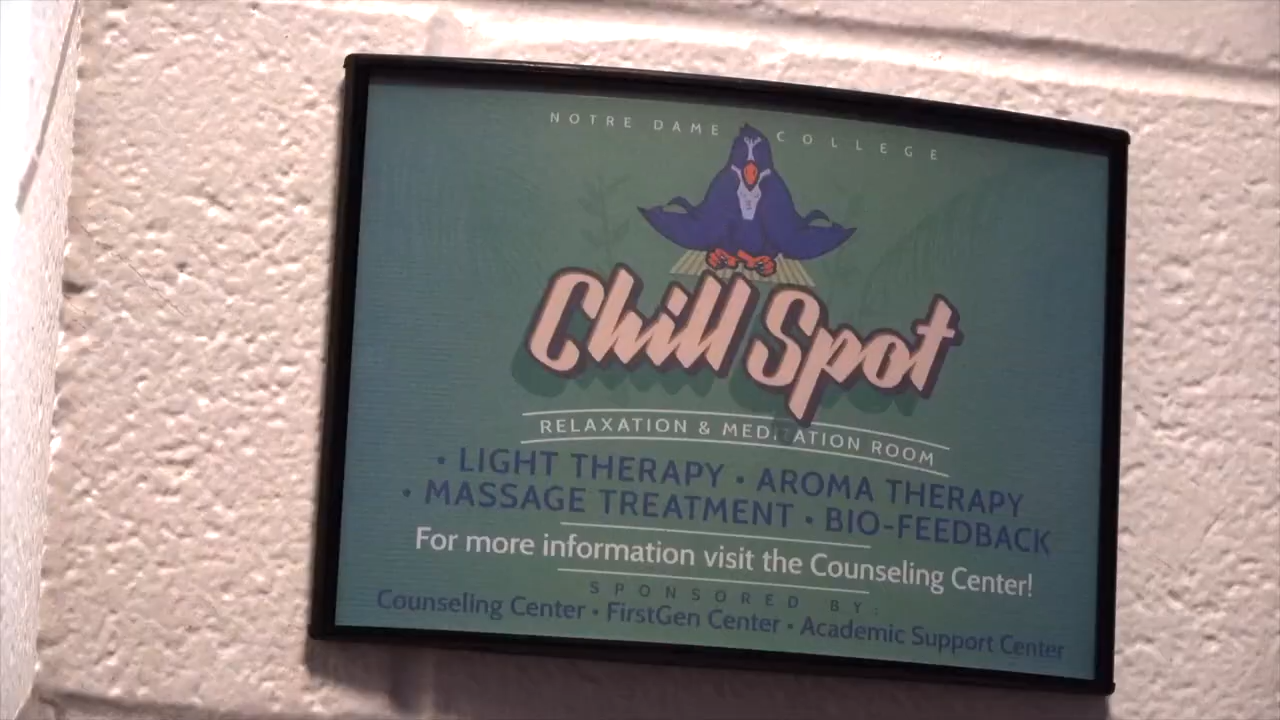 NOTRE DAME COLLEGE
Chill Spot
RELAXATION & MEDITATION ROOM
• LIGHT THERAPY • AROMA THERAPY
• MASSAGE TREATMENT • BIO-FEEDBACK
For more information visit the Counseling Center!
SPONSORED BY:
Counseling Center • FirstGen Center • Academic Support Center